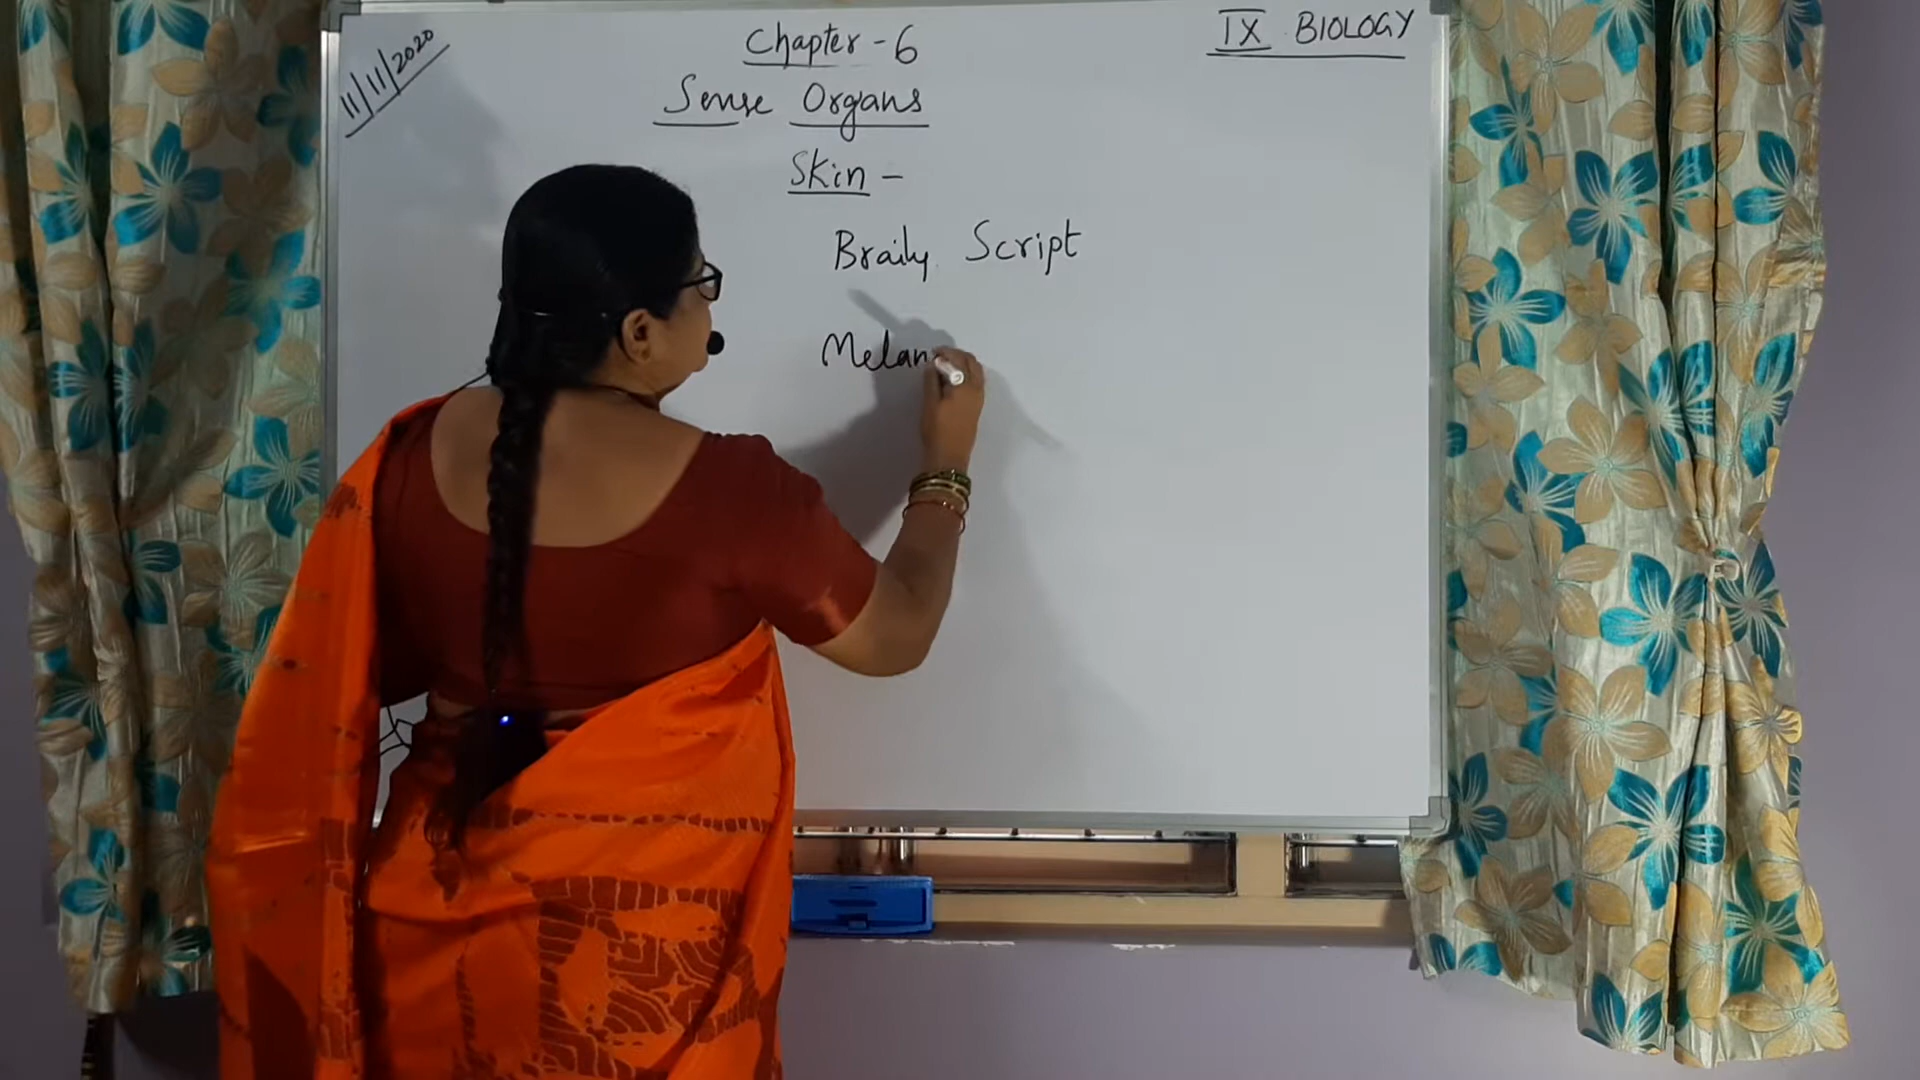 11/11/2020
Chapter - 6
IX BIOLOGY
Sense Organs
Skin -
Braily Script
Melan